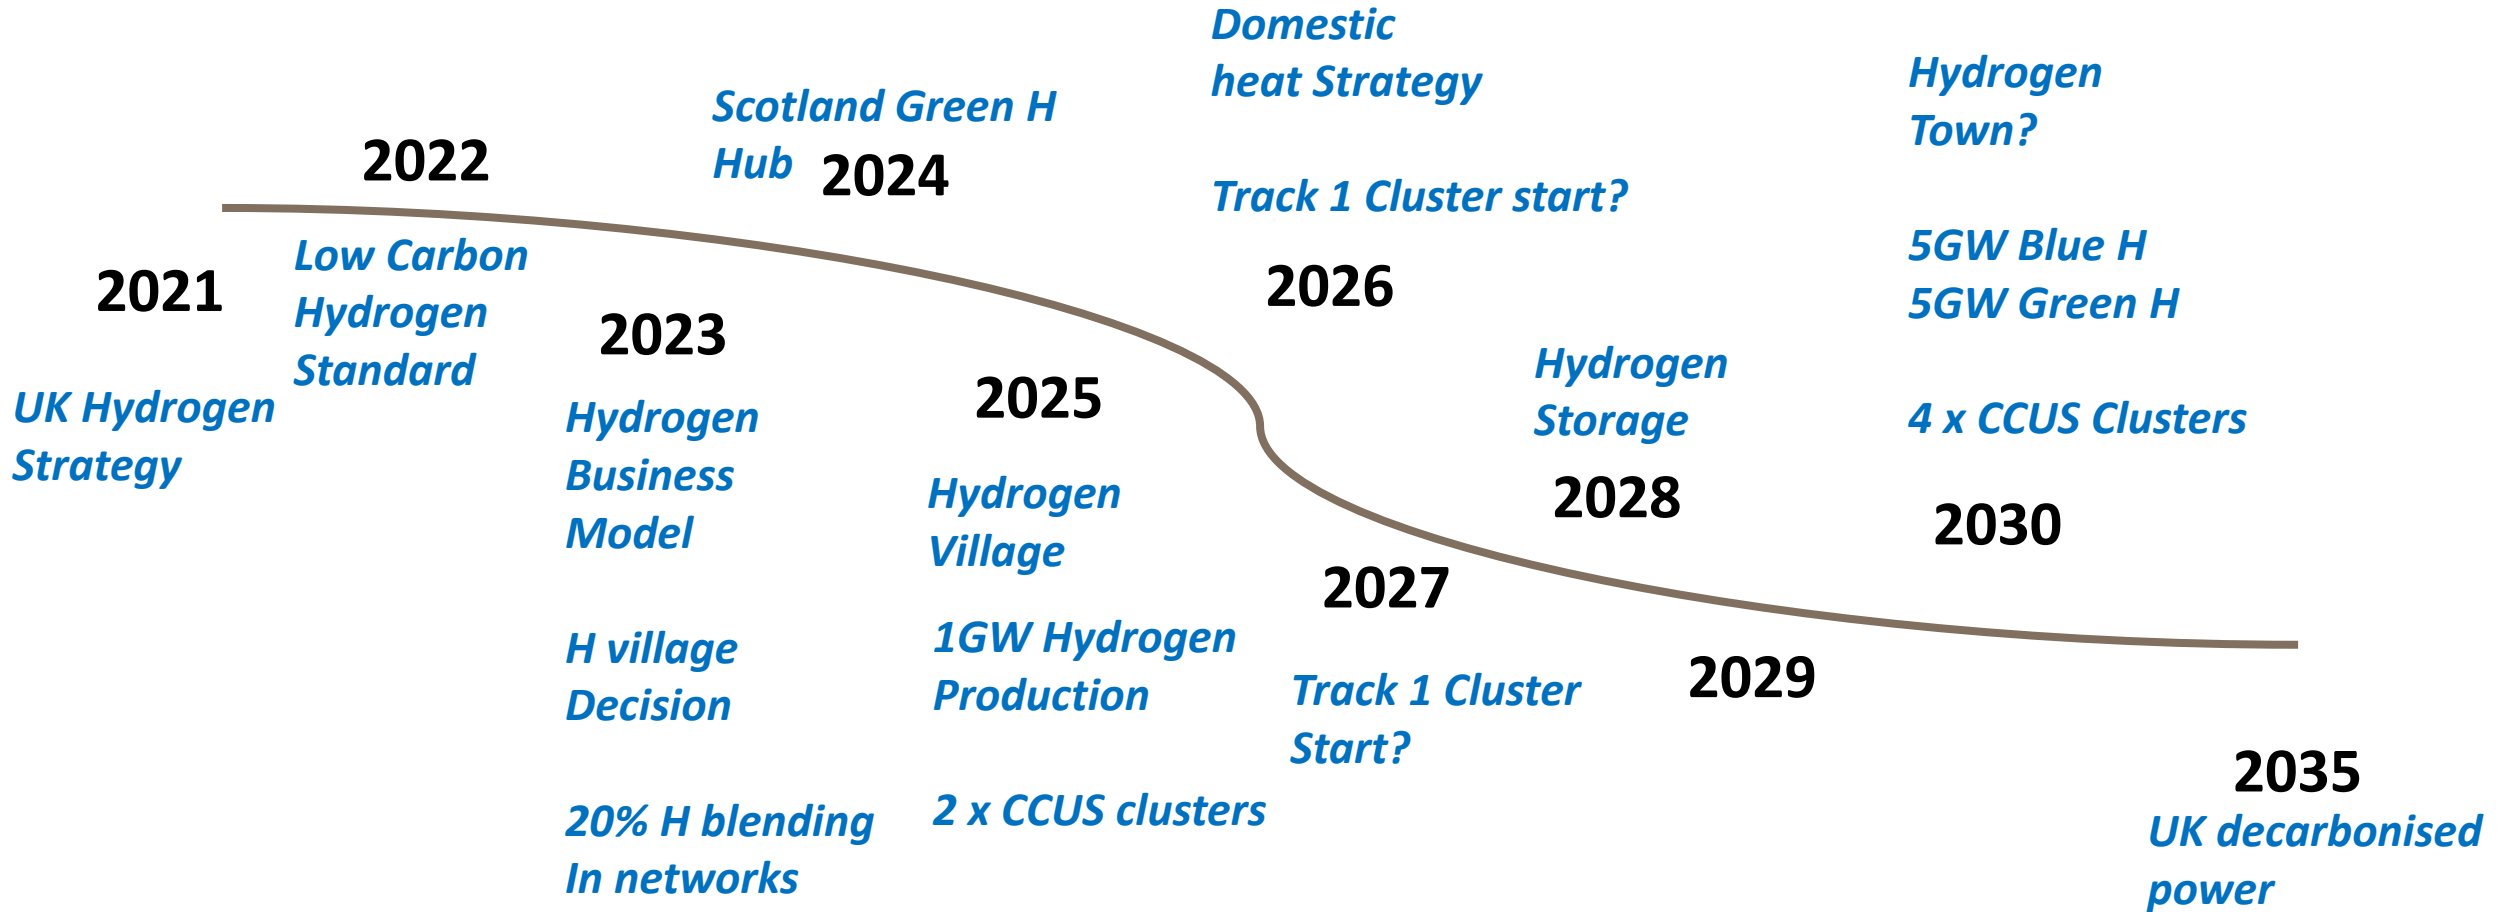 2021
UK Hydrogen
Strategy
2022
Low Carbon
Hydrogen
Standard
2023
Hydrogen
Business
Model
H village
Decision
20% H blending
In networks
Scotland Green H
Hub
2024
2025
Hydrogen
Village
1GW Hydrogen
Production
2 x CCUS clusters
Domestic
heat Strategy
Track 1 Cluster start?
2026
2027
Track 1 Cluster
Start?
Hydrogen
Storage
2028
2029
Hydrogen
Town?
5GW Blue H
5GW Green H
4 x CCUS Clusters
2030
2035
UK decarbonised
power